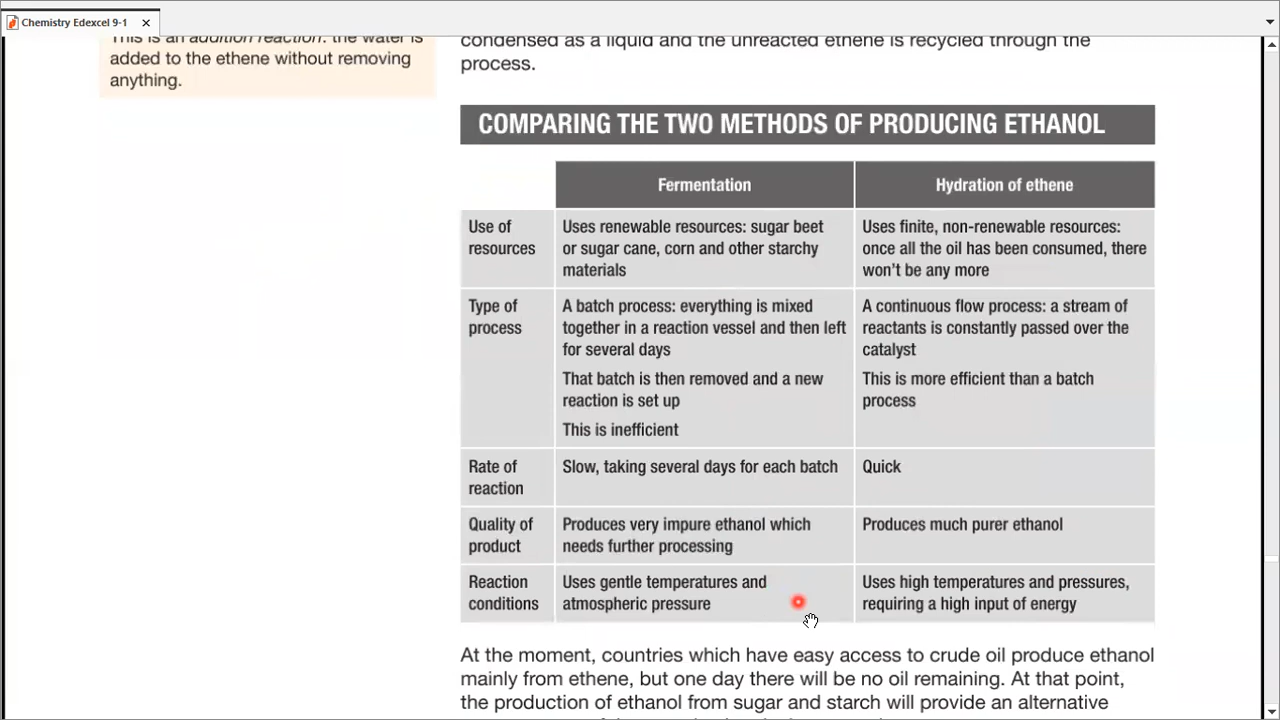 Chemistry Edexcel 9-1
This is an addition reaction: the water is
added to the ethene without removing
anything.
condensed as a liquid and the unreacted ethene is recycled through the
process.
COMPARING THE TWO METHODS OF PRODUCING ETHANOL
Fermentation
Hydration of ethene
Use of
resources
Uses renewable resources: sugar beet
or sugar cane, corn and other starchy
materials
Uses finite, non-renewable resources:
once all the oil has been consumed, there
won't be any more
Type of
process
A batch process: everything is mixed
together in a reaction vessel and then left
for several days
That batch is then removed and a new
reaction is set up
This is inefficient
A continuous flow process: a stream of
reactants is constantly passed over the
catalyst
This is more efficient than a batch
process
Rate of
reaction
Slow, taking several days for each batch
Quick
Quality of
product
Produces very impure ethanol which
needs further processing
Produces much purer ethanol
Reaction
conditions
Uses gentle temperatures and
atmospheric pressure
Uses high temperatures and pressures,
requiring a high input of energy
At the moment, countries which have easy access to crude oil produce ethanol
mainly from ethene, but one day there will be no oil remaining. At that point,
the production of ethanol from sugar and starch will provide an alternative